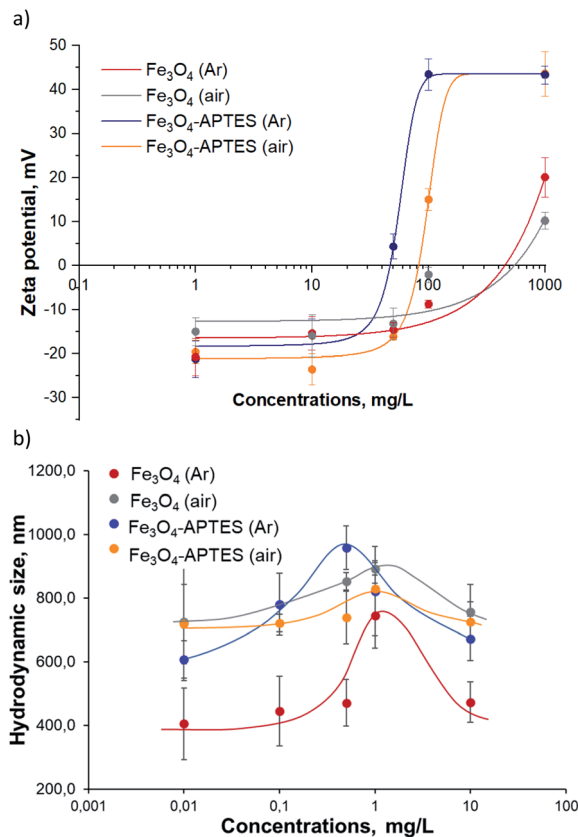 a)
50
40
30
20
10
0
-10
-20
-30
Zeta potential, mV
Fe₃O₄ (Ar)
Fe₃O₄ (air)
Fe₃O₄-APTES (Ar)
Fe₃O₄-APTES (air)
0.1 1 10 100 1000
Concentrations, mg/L
b)
1200,0
1000,0
800,0
600,0
400,0
200,0
Hydrodynamic size, nm
Fe₃O₄ (Ar)
Fe₃O₄ (air)
Fe₃O₄-APTES (Ar)
Fe₃O₄-APTES (air)
0,001 0,01 0,1 1 10 100
Concentrations, mg/L